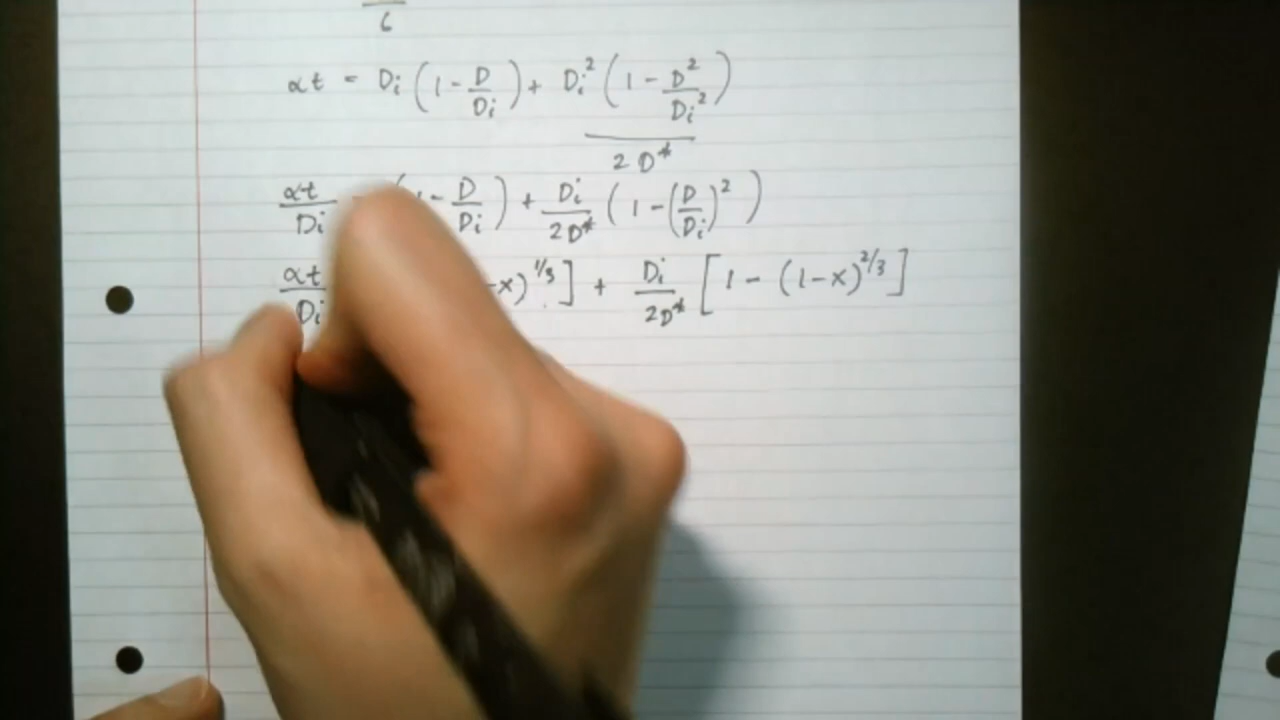 6
αt = Di (1 - D/Di) + Di² (1 - D²/Di²) / 2D*
αt/Di - D/Di) + Di/2D* (1 - (D/Di)²)
αt/Di -x)^1/3] + Di/2D* [1 - (1-x)^2/3]